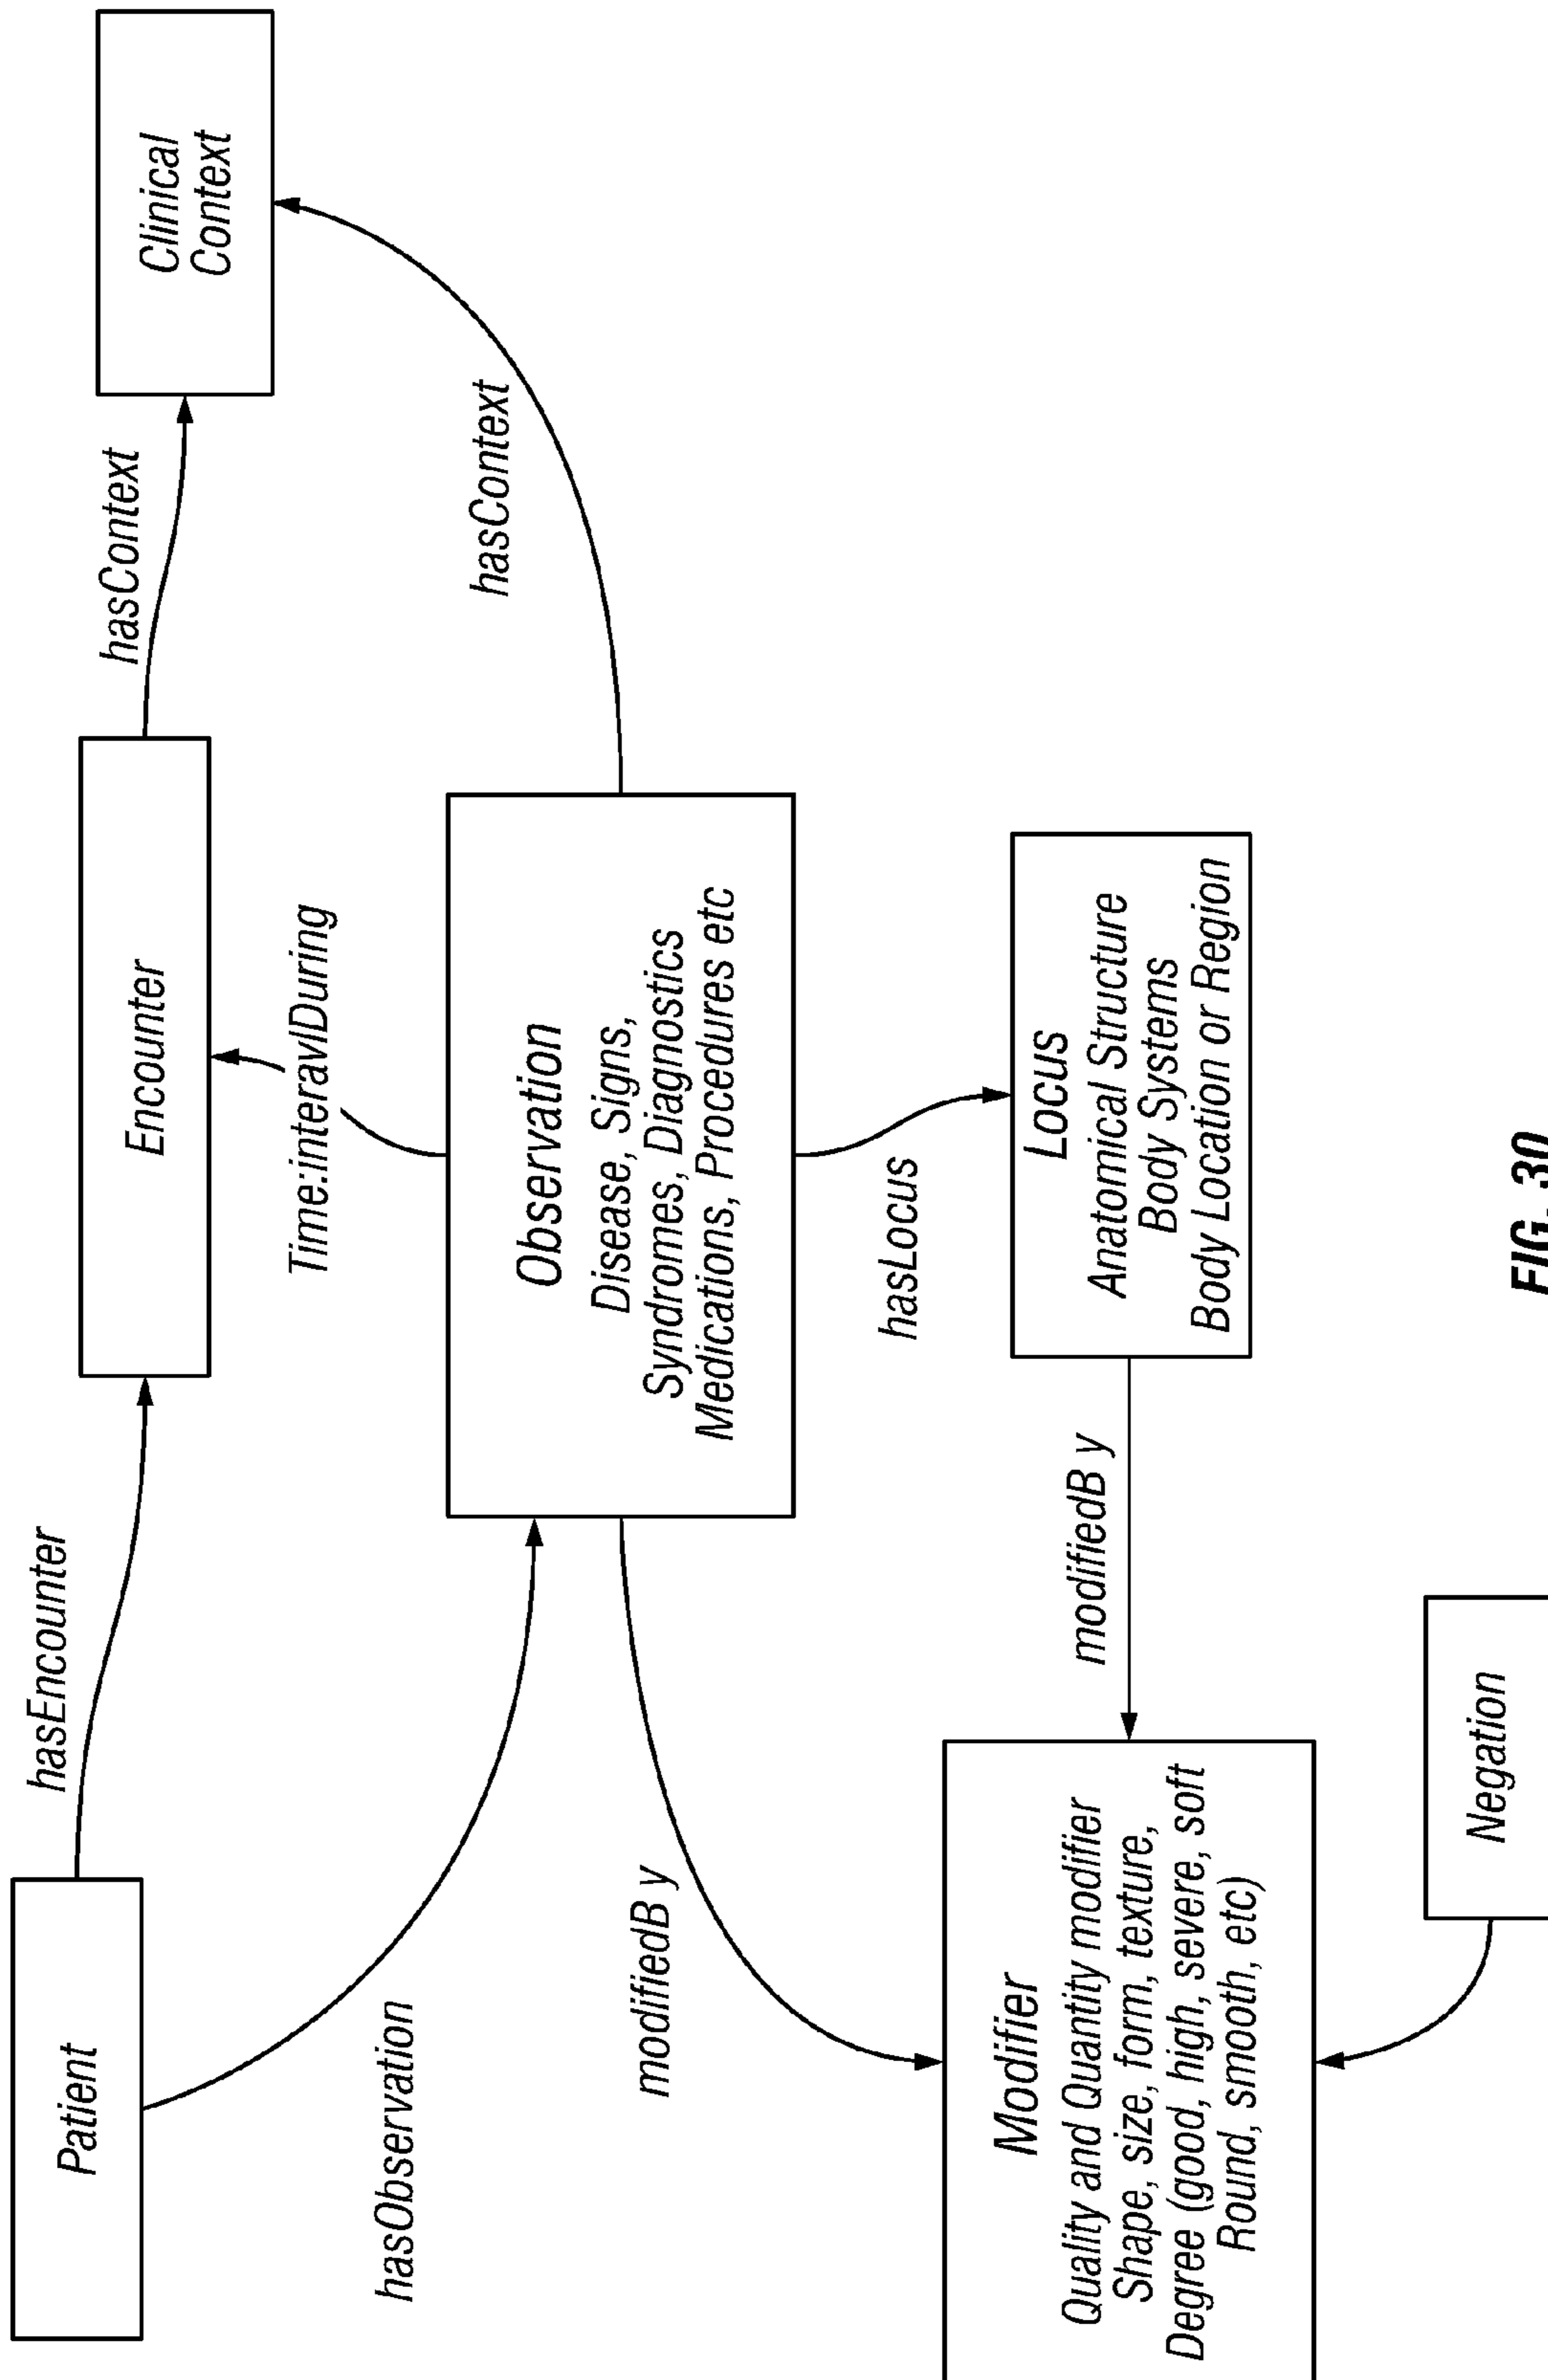 Patient
hasEncounter
Encounter
hasContext
Clinical
Context
hasObservation
Time:interavlDuring
hasContext
Observation
Disease, Signs,
Syndromes, Diagnostics
Medications, Procedures etc
modifiedB y
hasLocus
Modifier
Quality and Quantity modifier
Shape, size, form, texture,
Degree (good, high, severe, soft
Round, smooth, etc)
modifiedB y
Locus
Anatomical Structure
Body Systems
Body Location or Region
Negation
FIG. 30